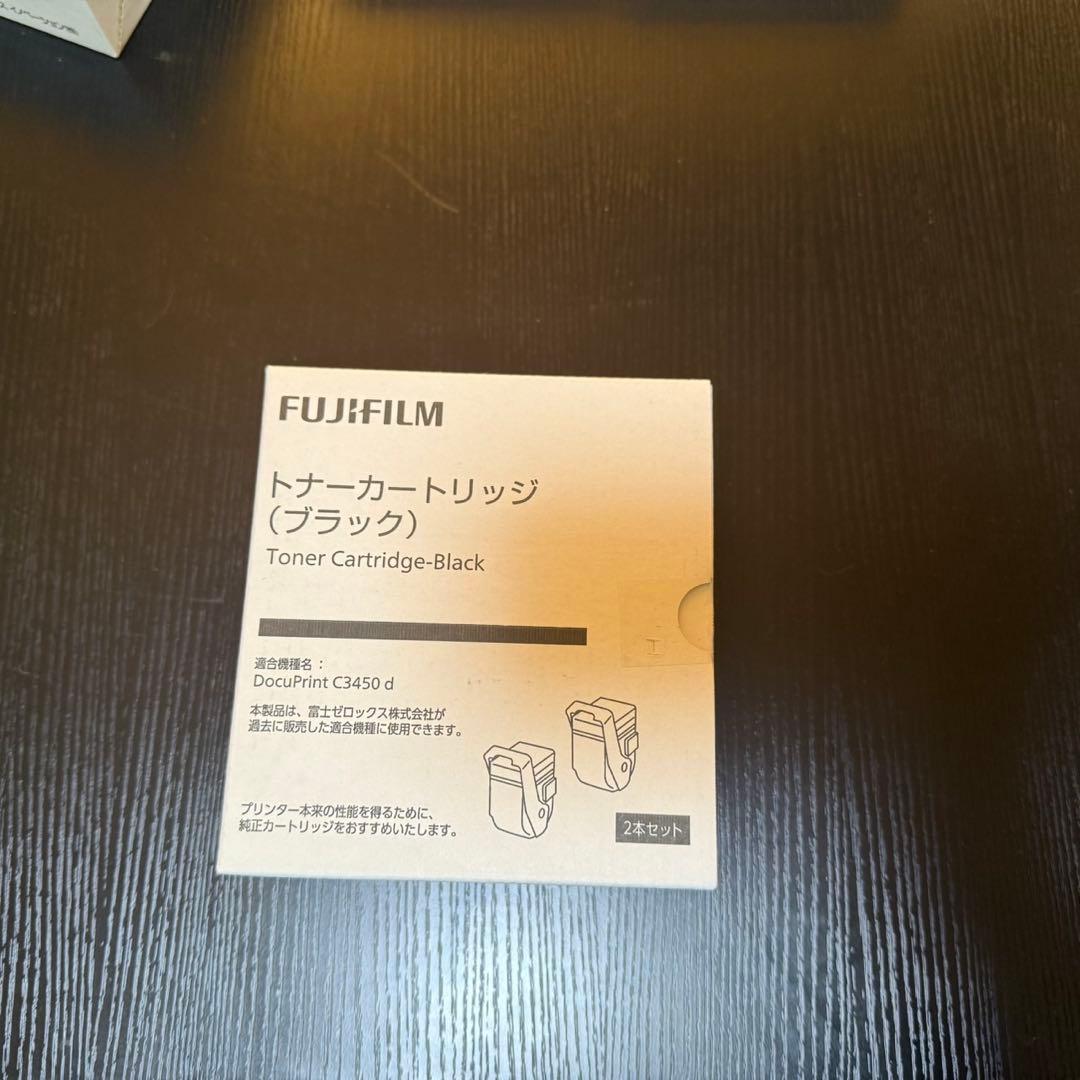 FUJIFILM
トナーカートリッジ
（ブラック）
Toner Cartridge-Black
適合機種名：
DocuPrint C3450 d
本製品は、富士ゼロックス株式会社が
過去に販売した適合機種に使用できます。
プリンター本来の性能を得るために、
純正カートリッジをおすすめいたします。
2本セット